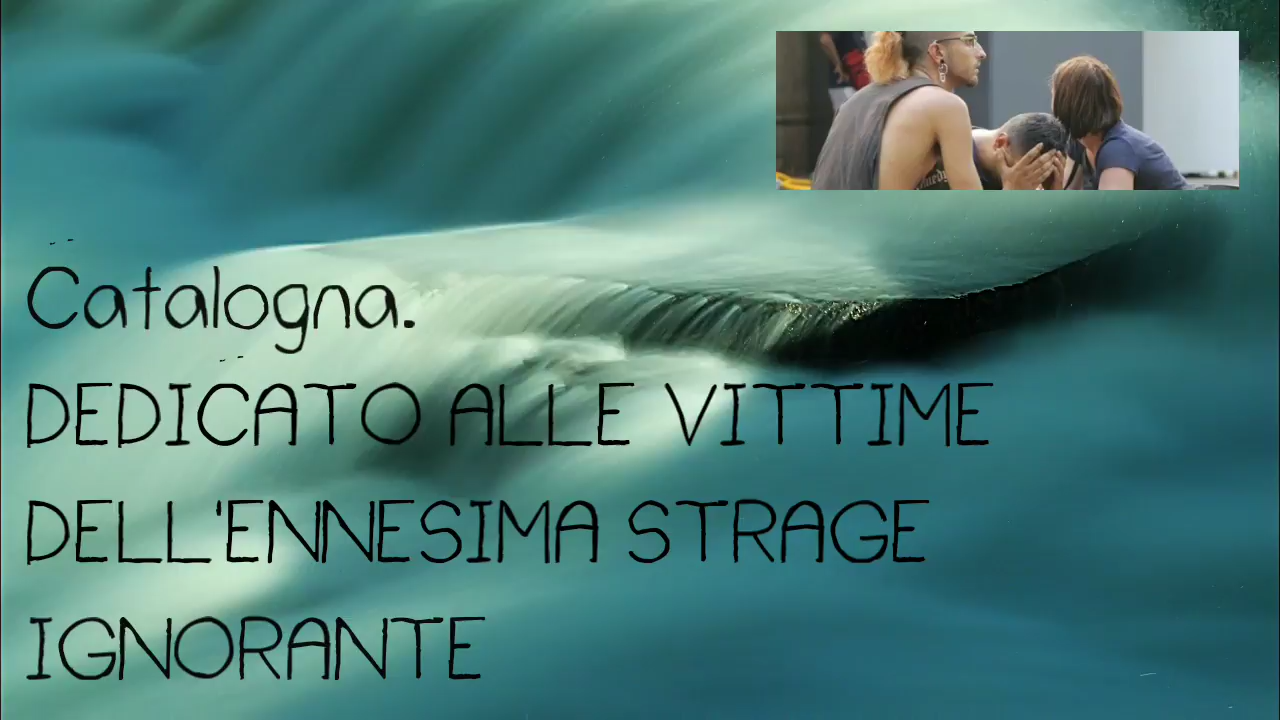 Catalogna.
DEDICATO ALLE VITTIME
DELL'ENNESIMA STRAGE
IGNORANTE